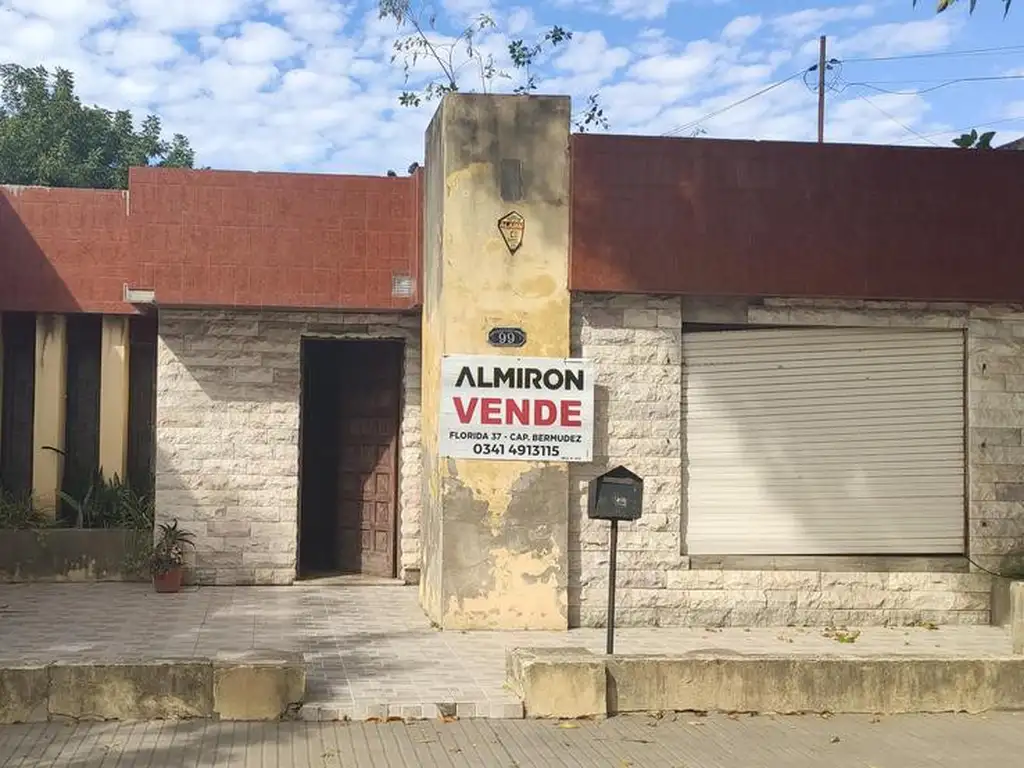 99
ALMIRON
VENDE
FLORIDA 37 - CAP. BERMUDEZ
0341 4913115